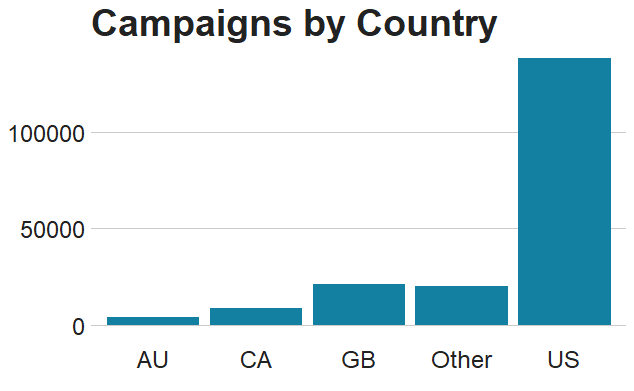 Campaigns by Country
100000
50000
0
AU CA GB Other US